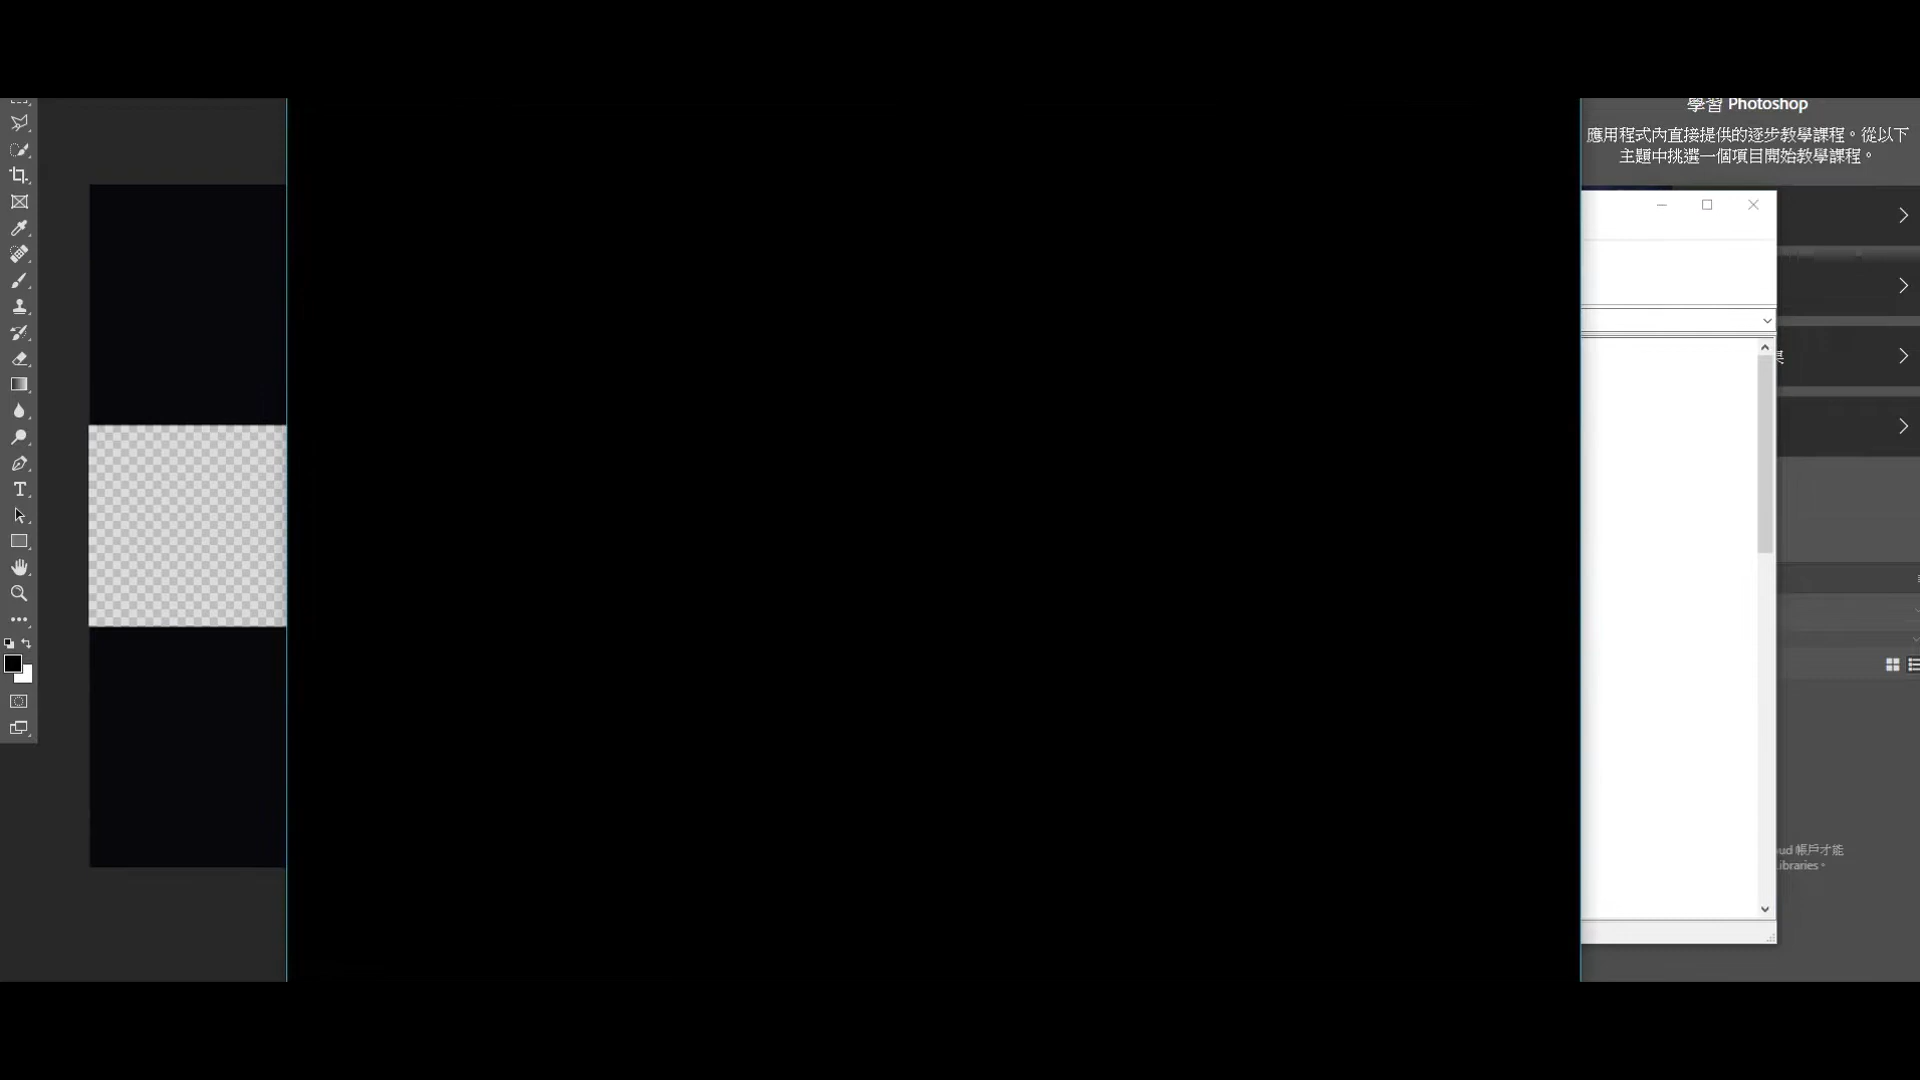 學習 Photoshop
應用程式內直接提供的逐步教學課程。從以下
主題中挑選一個項目開始教學課程。
帳戶才能